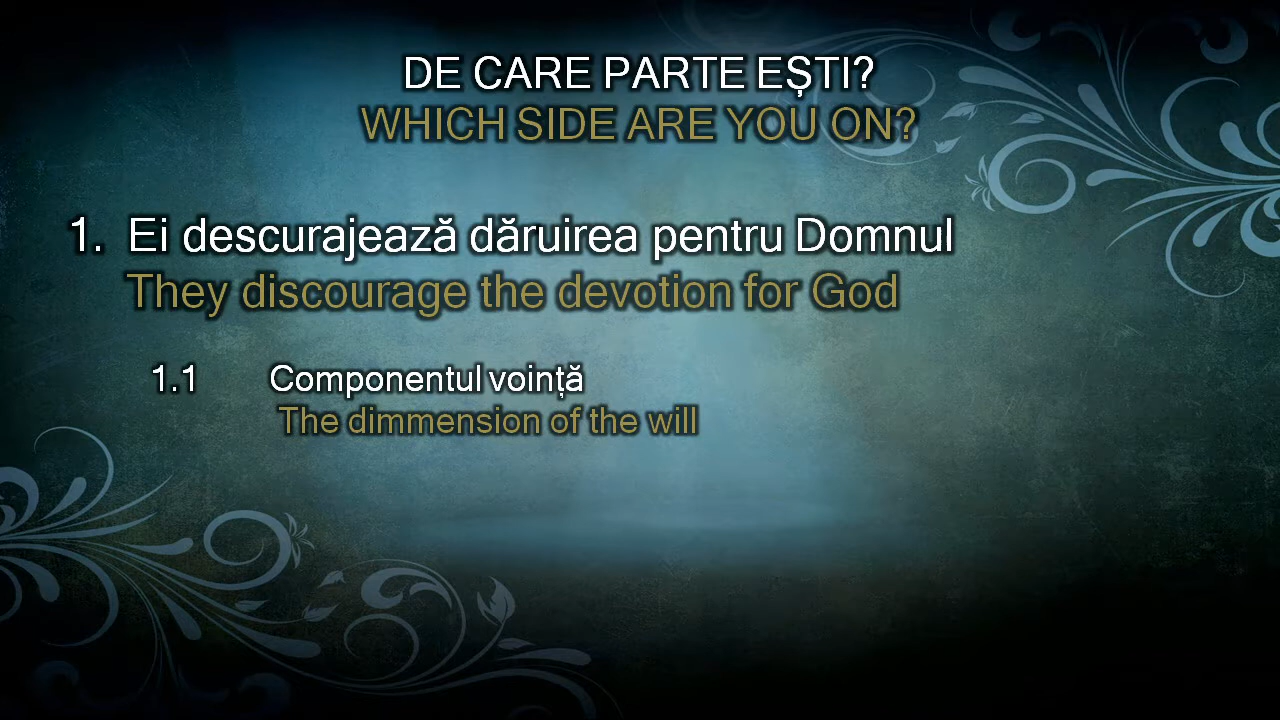 DE CARE PARTE EȘTI?
WHICH SIDE ARE YOU ON?
1. Ei descurajează dăruirea pentru Domnul
They discourage the devotion for God
1.1 Componentul voință
The dimmension of the will